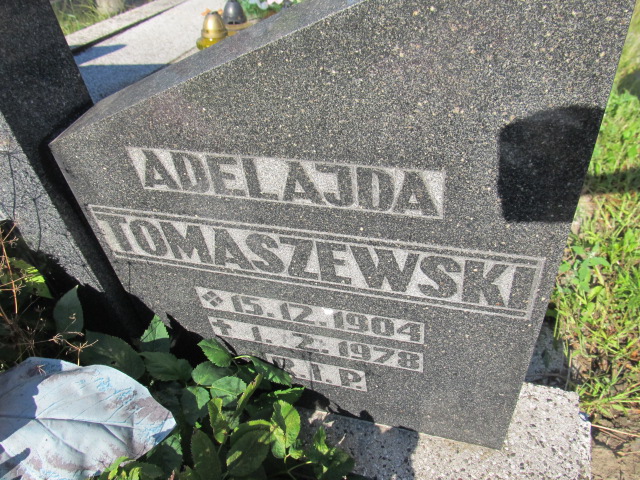 ADELAJDA
TOMASZEWSKI
15.12.1904
1.2.1978
R.I.P.